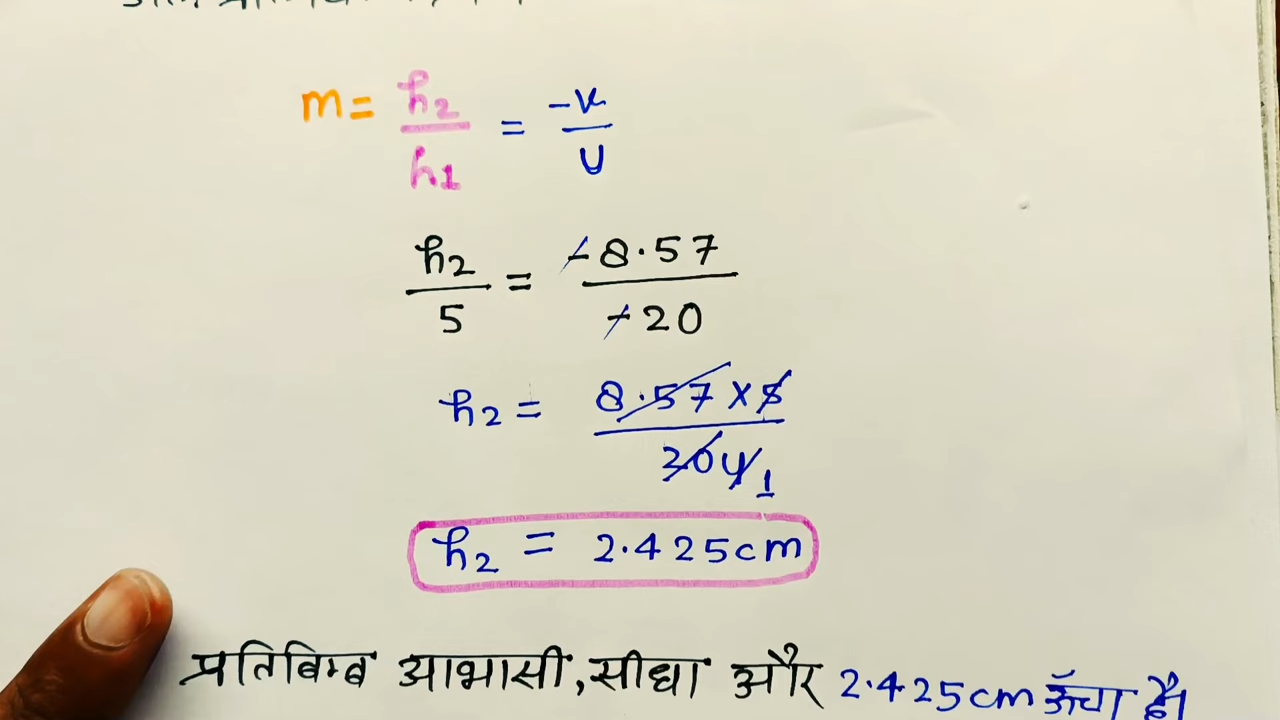 m = h2/h1 = -v/u
h2/5 = -8.57/-20
h2 = 8.57 x 5/20 4 1
h2 = 2.425cm
प्रतिबिम्ब आभासी, सीधा और 2.425cm ऊँचा है।